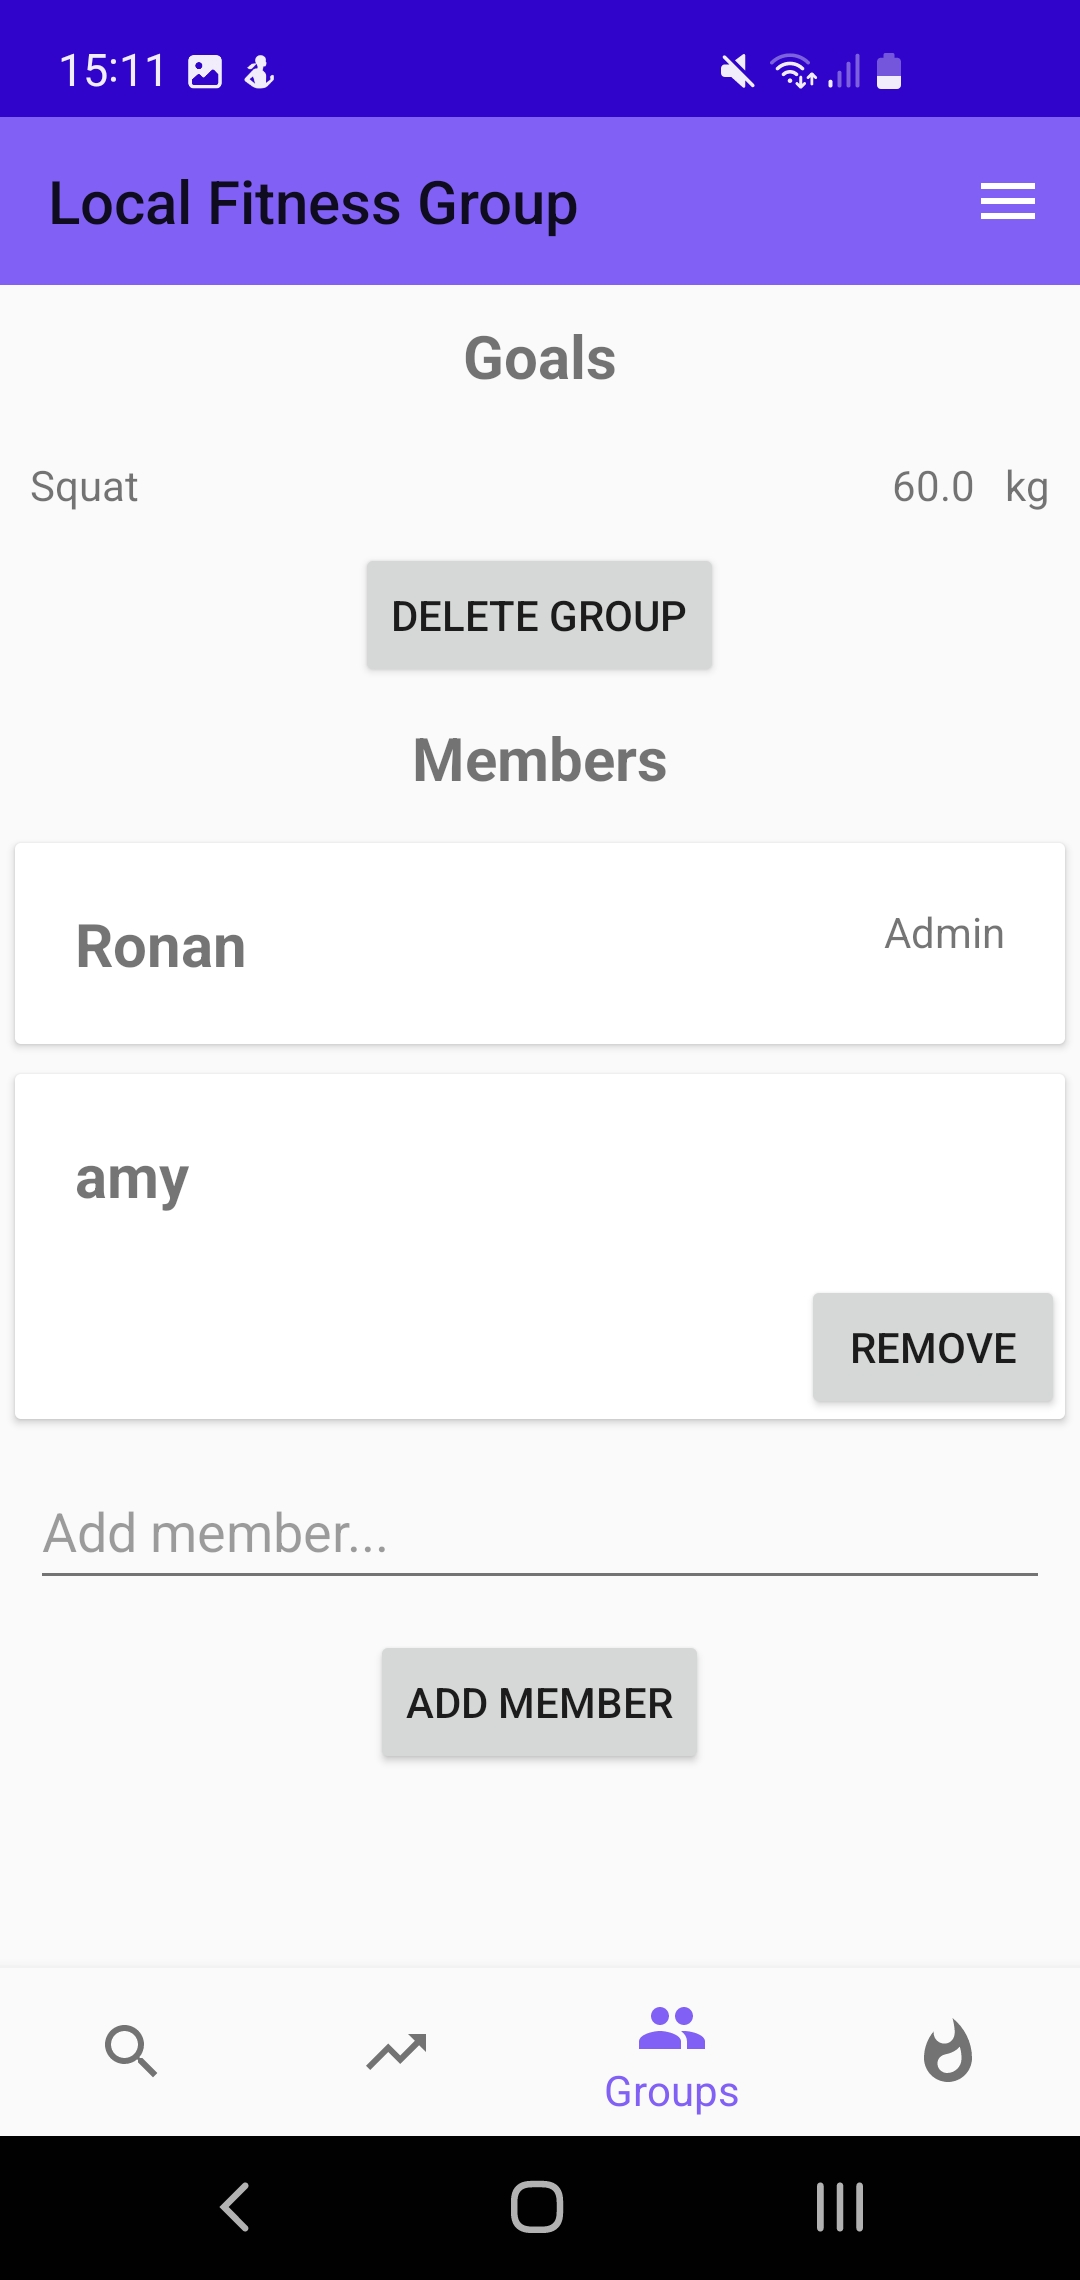 15:11
Local Fitness Group
Goals
Squat 60.0 kg
DELETE GROUP
Members
Ronan Admin
amy
REMOVE
Add member...
ADD MEMBER
Groups